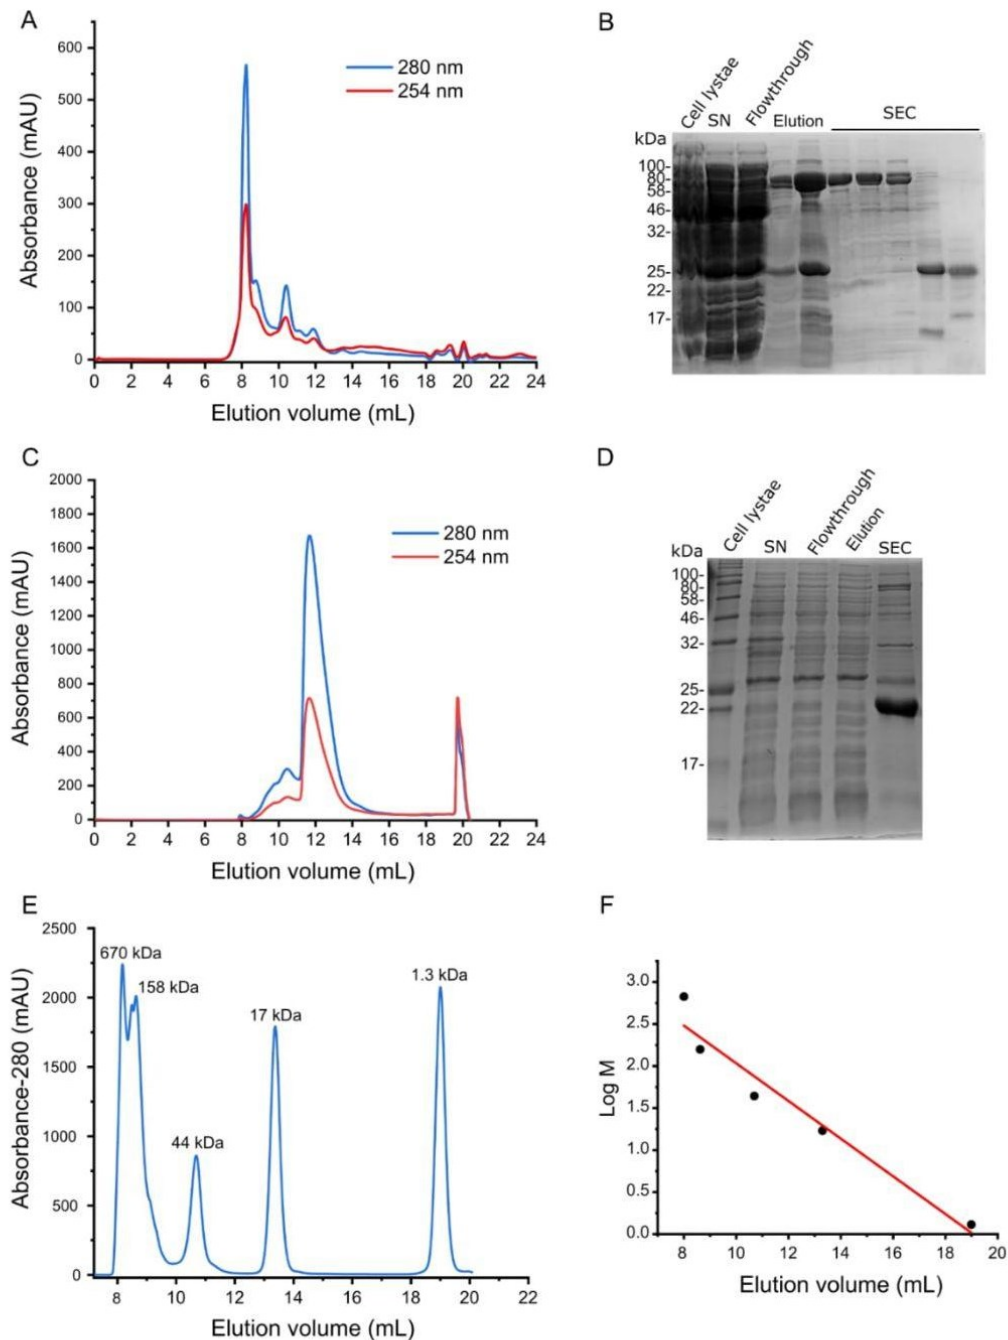 A
Absorbance (mAU)
600
500
400
300
200
100
0
280 nm
254 nm
0 2 4 6 8 10 12 14 16 18 20 22 24
Elution volume (mL)
B
Cell lystae
SN
Flowthrough
Elution
SEC
kDa
100-
80-
58-
46-
32-
25-
22-
17-
C
Absorbance (mAU)
2000
1800
1600
1400
1200
1000
800
600
400
200
0
280 nm
254 nm
0 2 4 6 8 10 12 14 16 18 20 22 24
Elution volume (mL)
D
Cell lystae
SN
Flowthrough
Elution
SEC
kDa
100-
80-
58-
46-
32-
25-
22-
17-
E
Absorbance-280 (mAU)
2500
2000
1500
1000
500
0
670 kDa
158 kDa
44 kDa
17 kDa
1.3 kDa
8 10 12 14 16 18 20 22
Elution volume (mL)
F
Log M
3.0
2.5
2.0
1.5
1.0
0.5
0.0
8 10 12 14 16 18 20
Elution volume (mL)